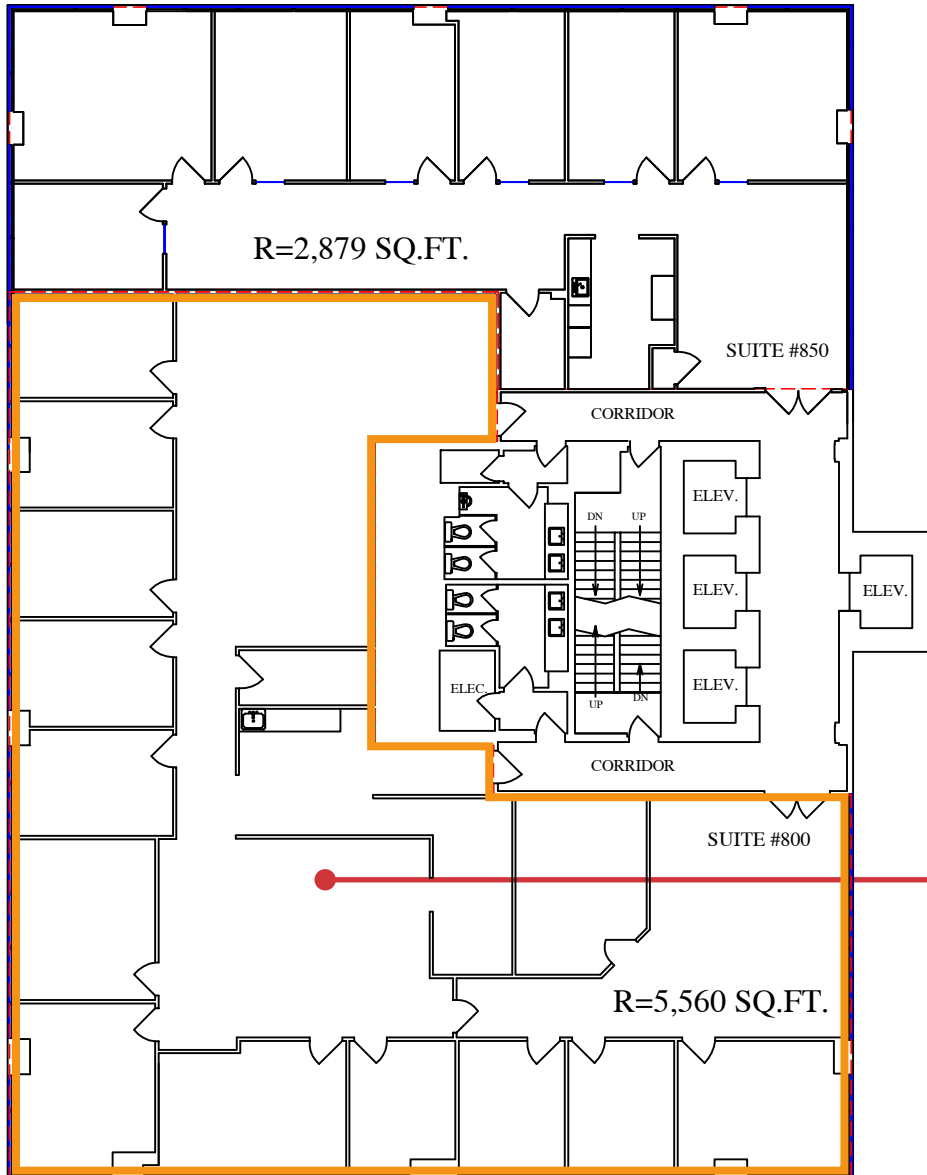 R=2,879 SQ.FT.
SUITE #850
CORRIDOR
ELEV.
DN
UP
ELEV.
ELEV.
ELEC.
ELEV.
UP
DN
CORRIDOR
SUITE #800
R=5,560 SQ.FT.